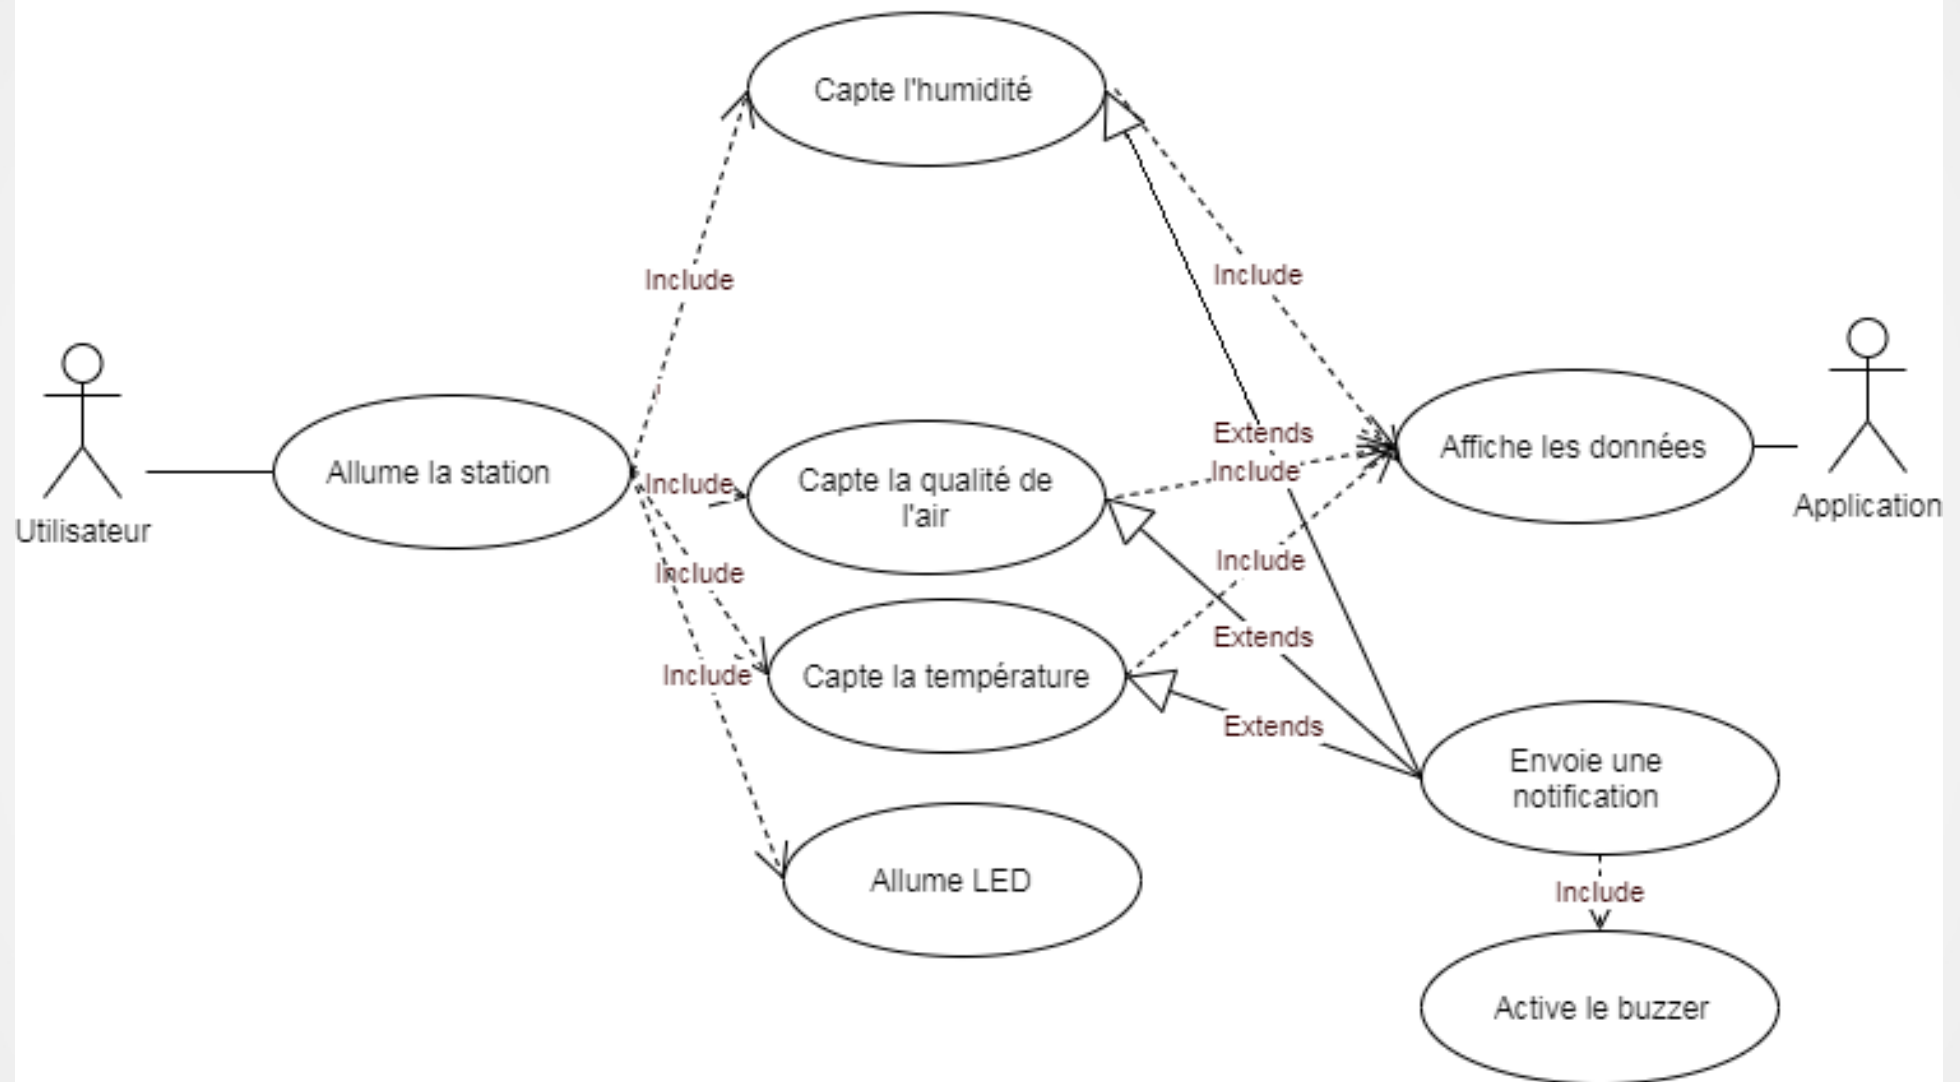 Capte l'humidité
Include
Include
Utilisateur
Allume la station
Include
Capte la qualité de
l'air
Extends
Include
Affiche les données
Application
Include
Include
Capte la température
Extends
Include
Extends
Envoie une
notification
Allume LED
Include
Active le buzzer